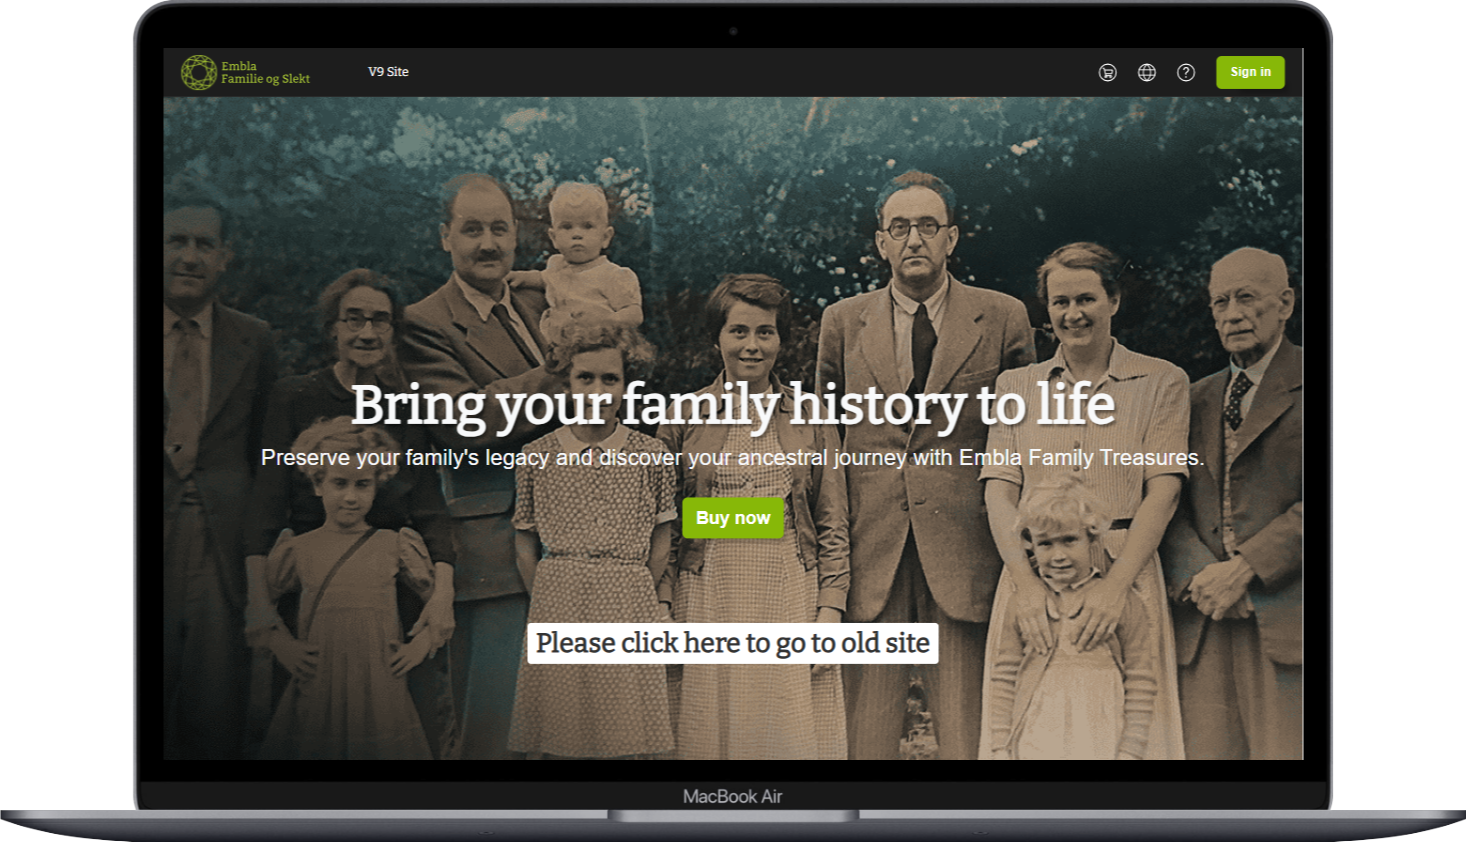 Embla
Familie og Slekt
V9 Site
Sign in
Bring your family history to life
Preserve your family's legacy and discover your ancestral journey with Embla Family Treasures.
Buy now
Please click here to go to old site
MacBook Air